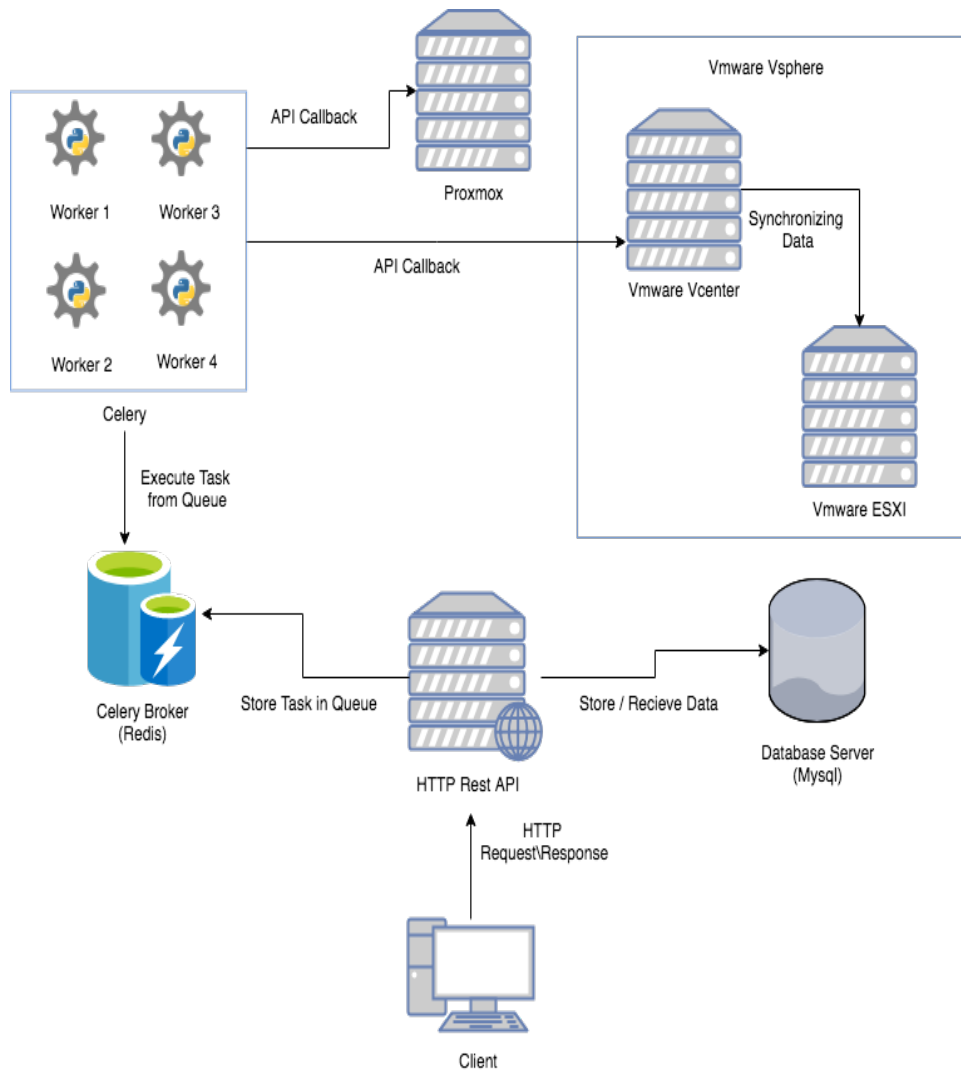 Vmware Vsphere
API Callback
Worker 1
Worker 3
Proxmox
Synchronizing
Data
API Callback
Vmware Vcenter
Worker 2
Worker 4
Celery
Execute Task
from Queue
Vmware ESXI
Store Task in Queue
Store / Recieve Data
Celery Broker
(Redis)
Database Server
(Mysql)
HTTP Rest API
HTTP
Request\Response
Client